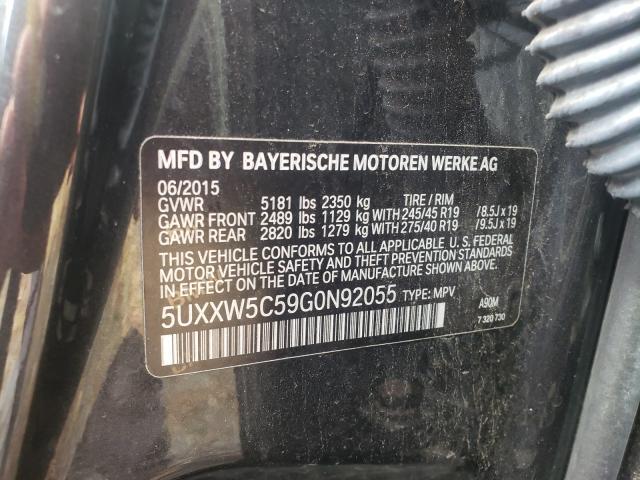 MFD BY BAYERISCHE MOTOREN WERKE AG
06/2015
GVWR 5181 lbs 2350 kg TIRE / RIM
GAWR FRONT 2489 lbs 1129 kg WITH 245/45 R19 /8.5J x 19
GAWR REAR 2820 lbs 1279 kg WITH 275/40 R19 /9.5J x 19
THIS VEHICLE CONFORMS TO ALL APPLICABLE U. S. FEDERAL
MOTOR VEHICLE SAFETY AND THEFT PREVENTION STANDARDS
IN EFFECT ON THE DATE OF MANUFACTURE SHOWN ABOVE.
5UXXW5C59G0N92055 TYPE: MPV A90M
7 320 730